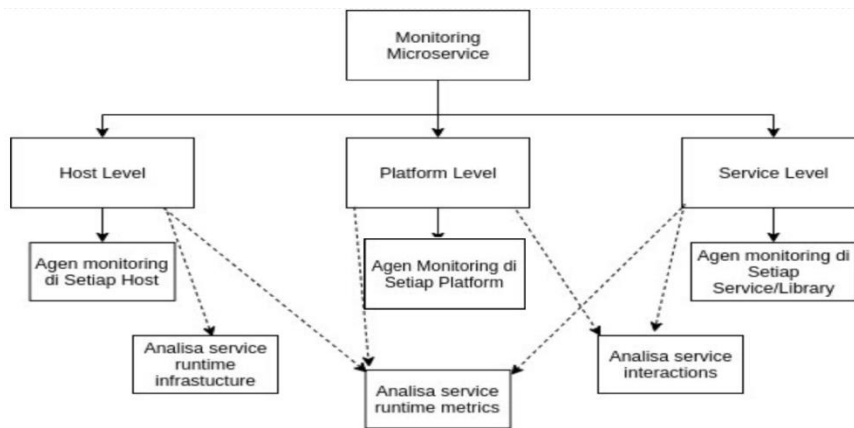 Monitoring
Microservice
Host Level
Platform Level
Service Level
Agen monitoring
di Setiap Host
Agen Monitoring di
Setiap Platform
Agen monitoring di
Setiap
Service/Library
Analisa service
runtime
infrastucture
Analisa service
runtime metrics
Analisa service
interactions